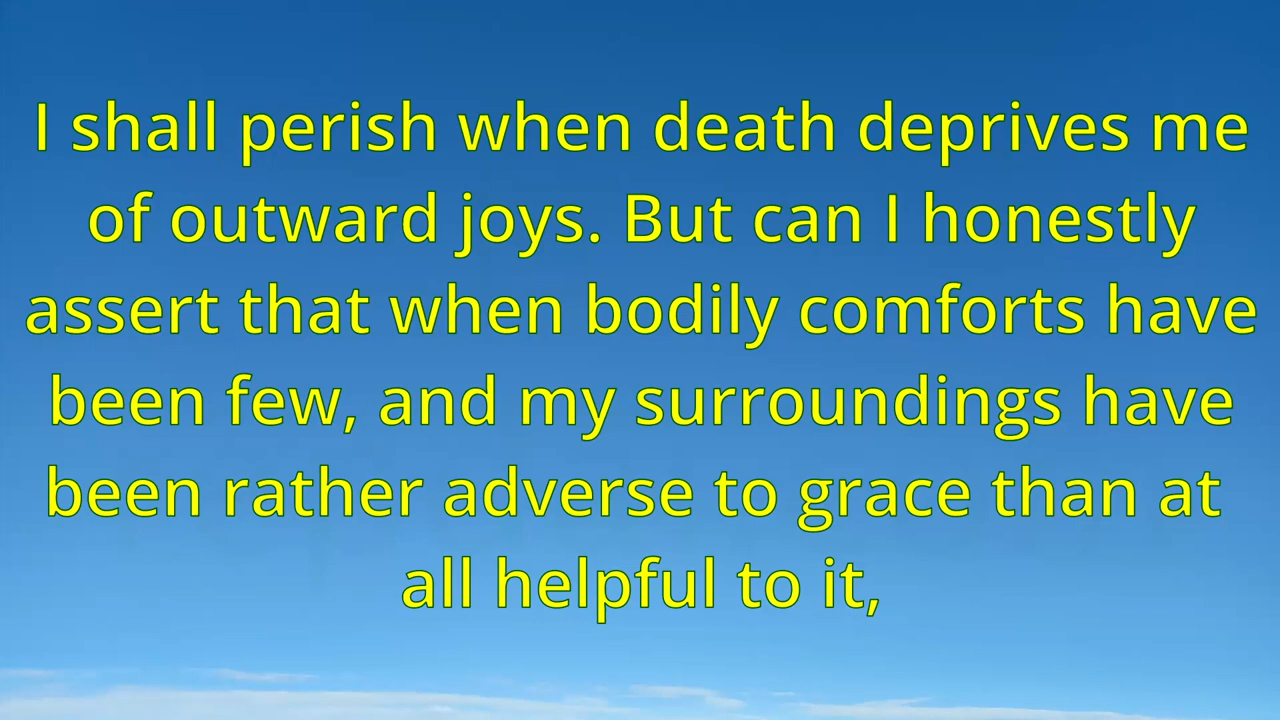 I shall perish when death deprives me
of outward joys. But can I honestly
assert that when bodily comforts have
been few, and my surroundings have
been rather adverse to grace than at
all helpful to it,